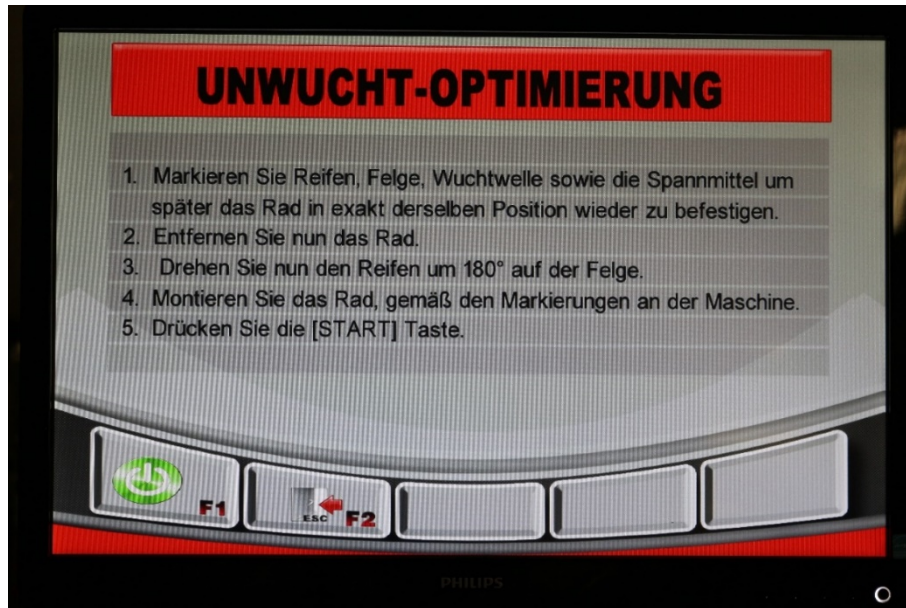 UNWUCHT-OPTIMIERUNG
1. Markieren Sie Reifen, Felge, Wuchtwelle sowie die Spannmittel um
später das Rad in exakt derselben Position wieder zu befestigen.
2. Entfernen Sie nun das Rad.
3. Drehen Sie nun den Reifen um 180° auf der Felge.
4. Montieren Sie das Rad, gemäß den Markierungen an der Maschine.
5. Drücken Sie die [START] Taste.
F1
ESC F2
PHILIPS